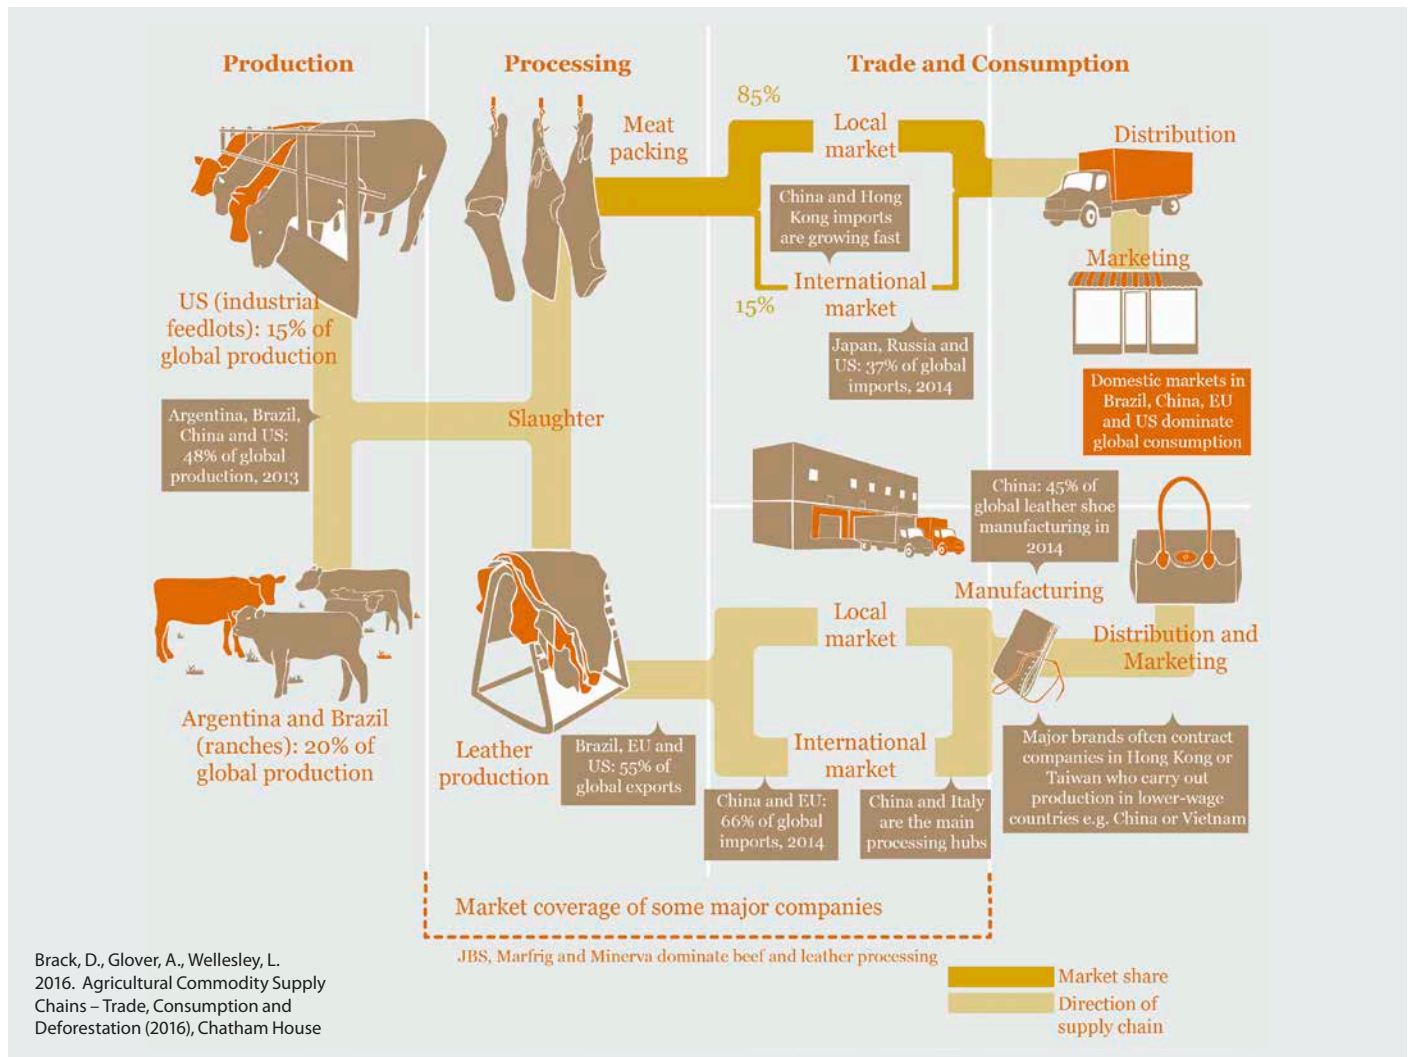 Production
Processing
Trade and Consumption
US (industrial
feedlots): 15% of
global production
Argentina, Brazil,
China and US:
48% of global
production, 2013
Argentina and Brazil
(ranches): 20% of
global production
Meat
packing
Slaughter
Leather
production
Brazil, EU and
US: 55% of
global exports
85%
Local
market
China and Hong
Kong imports
are growing fast
International
market
15%
Japan, Russia and
US: 37% of global
imports, 2014
Distribution
Marketing
Domestic markets in
Brazil, China, EU
and US dominate
global consumption
China: 45% of
global leather shoe
manufacturing in
2014
Manufacturing
Local
market
Distribution and
Marketing
International
market
China and EU:
66% of global
imports, 2014
China and Italy
are the main
processing hubs
Major brands often contract
companies in Hong Kong or
Taiwan who carry out
production in lower-wage
countries e.g. China or Vietnam
Market coverage of some major companies
JBS, Marfrig and Minerva dominate beef and leather processing
Market share
Direction of
supply chain
Brack, D., Glover, A., Wellesley, L.
2016. Agricultural Commodity Supply
Chains – Trade, Consumption and
Deforestation (2016), Chatham House